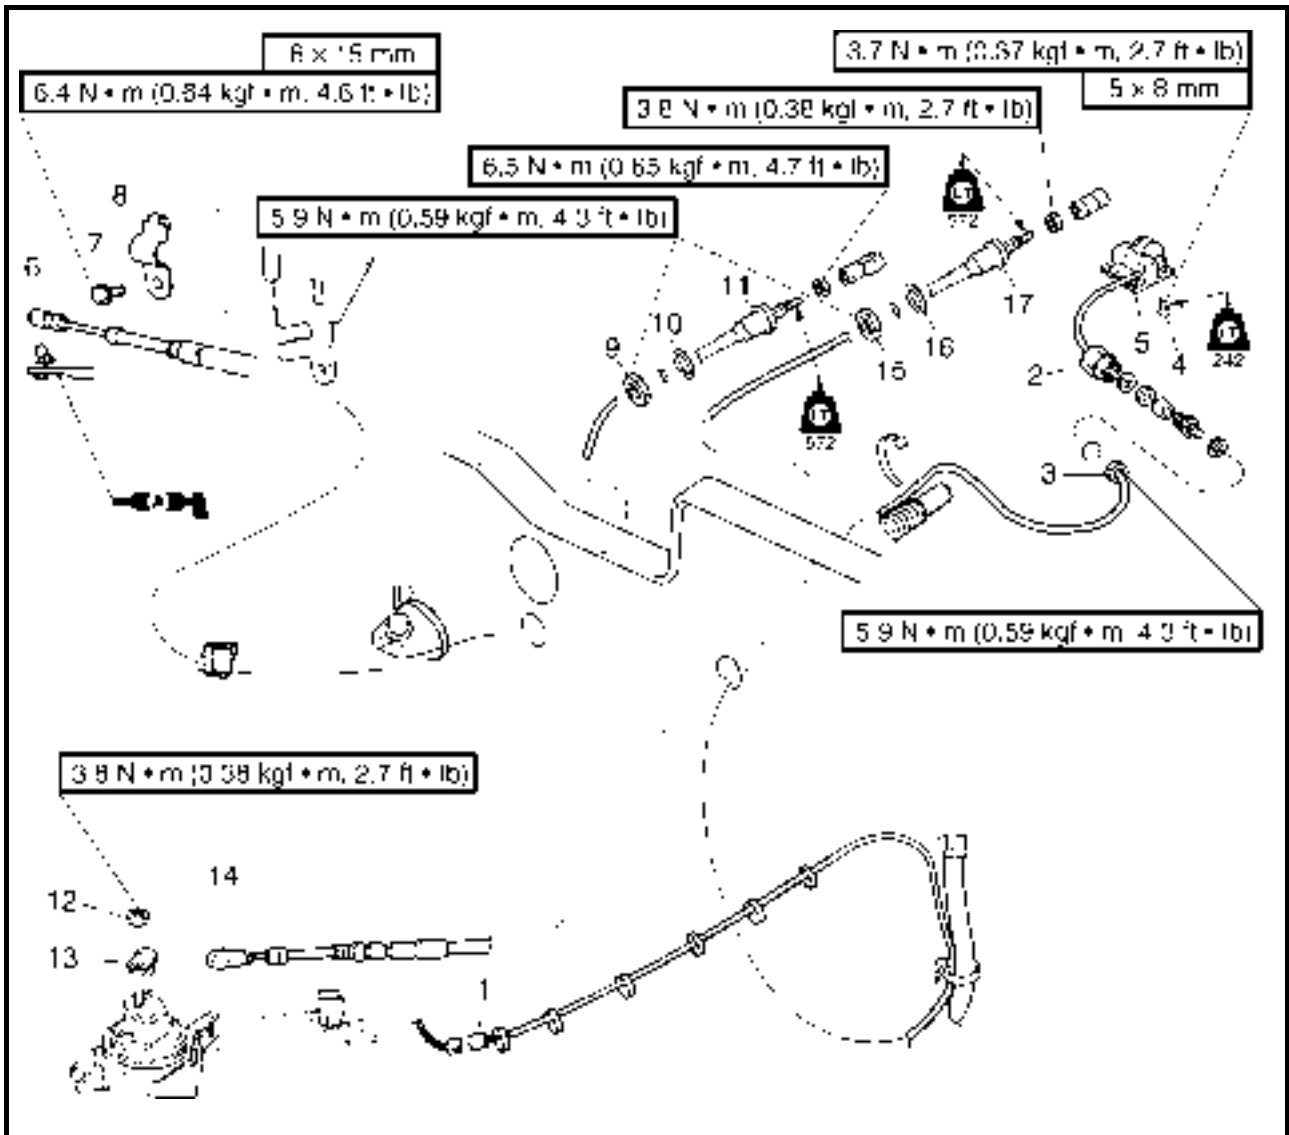 6 x 15 mm
6.4 N • m (0.64 kgf • m, 4.6 ft • lb)
3.7 N • m (0.37 kgf • m, 2.7 ft • lb)
5 x 8 mm
3.8 N • m (0.38 kgf • m, 2.7 ft • lb)
6.5 N • m (0.65 kgf • m, 4.7 ft • lb)
5.9 N • m (0.59 kgf • m, 4.3 ft • lb)
8
7
6
LT
572
17
11
10
9
16
15
5
4
LT
242
2
LT
572
3
5.9 N • m (0.59 kgf • m, 4.3 ft • lb)
3.8 N • m (0.38 kgf • m, 2.7 ft • lb)
14
12
13
1